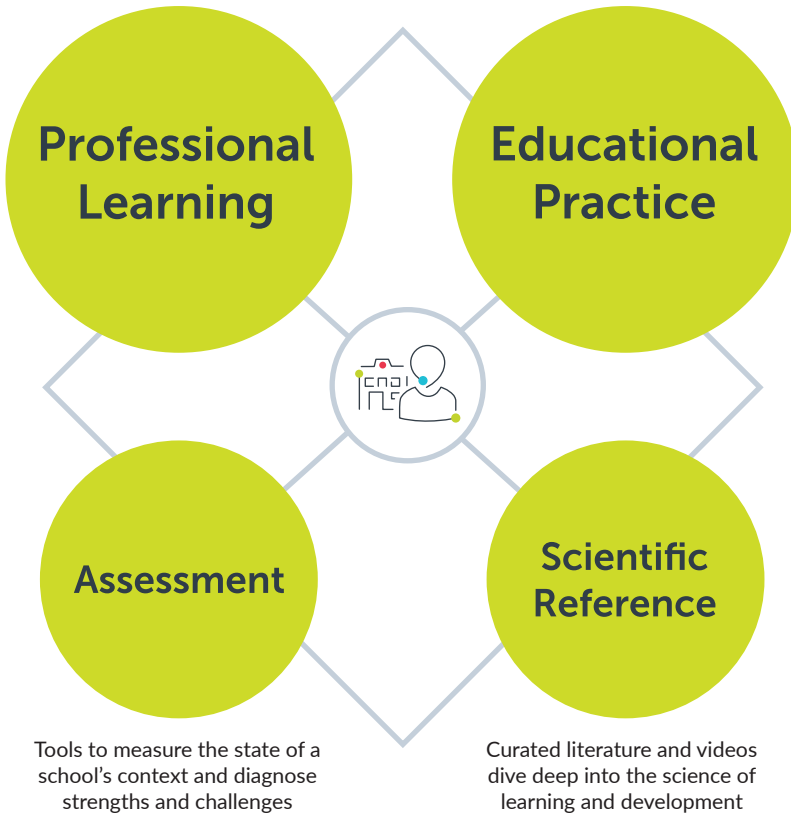 Professional
Learning
Educational
Practice
Assessment
Scientific
Reference
Tools to measure the state of a
school’s context and diagnose
strengths and challenges
Curated literature and videos
dive deep into the science of
learning and development